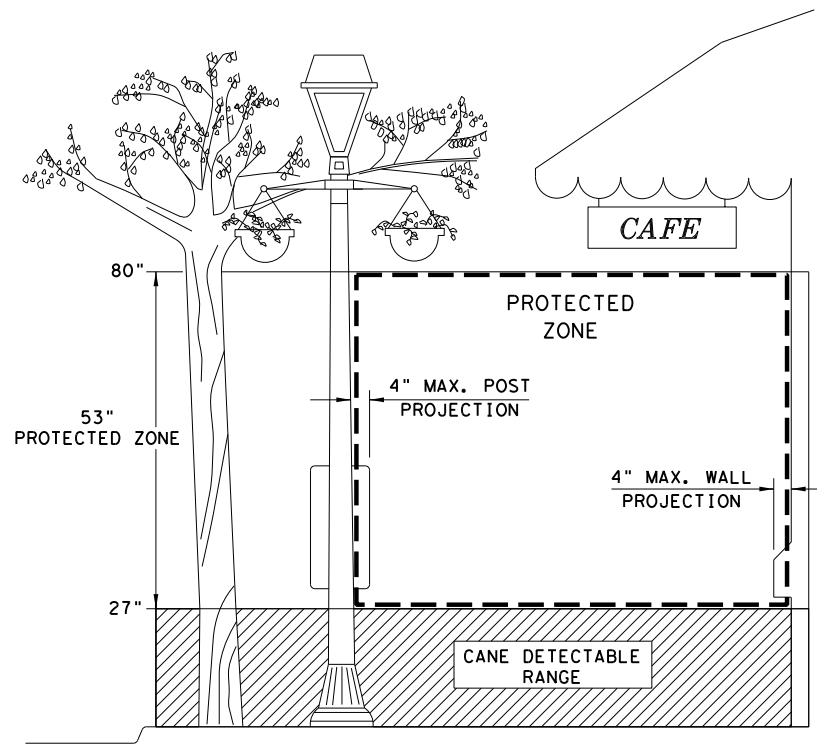 CAFE
80"
PROTECTED
ZONE
4" MAX. POST
PROJECTION
53"
PROTECTED ZONE
4" MAX. WALL
PROJECTION
27"
CANE DETECTABLE
RANGE